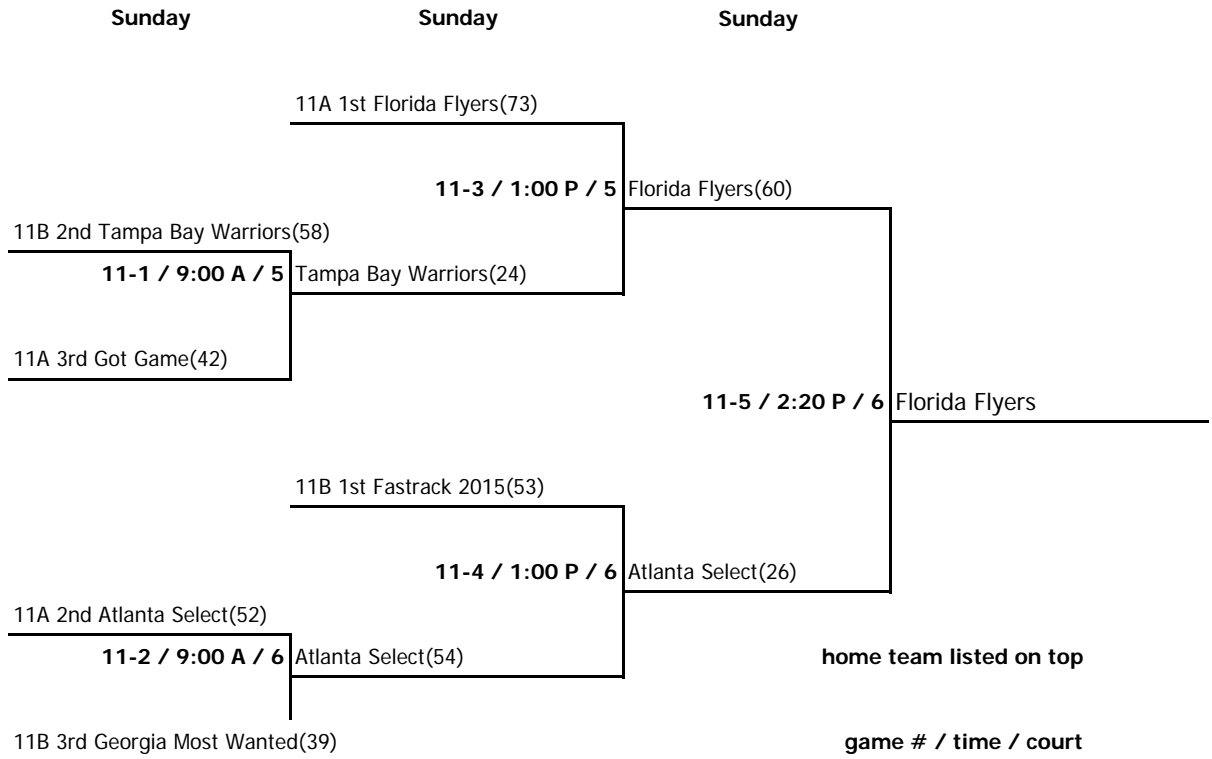 Sunday Sunday Sunday
11A 1st Florida Flyers(73)
11-3 / 1:00 P / 5 Florida Flyers(60)
11B 2nd Tampa Bay Warriors(58)
11-1 / 9:00 A / 5 Tampa Bay Warriors(24)
11A 3rd Got Game(42)
11-5 / 2:20 P / 6 Florida Flyers
11B 1st Fastrack 2015(53)
11-4 / 1:00 P / 6 Atlanta Select(26)
11A 2nd Atlanta Select(52)
11-2 / 9:00 A / 6 Atlanta Select(54) home team listed on top
11B 3rd Georgia Most Wanted(39) game # / time / court